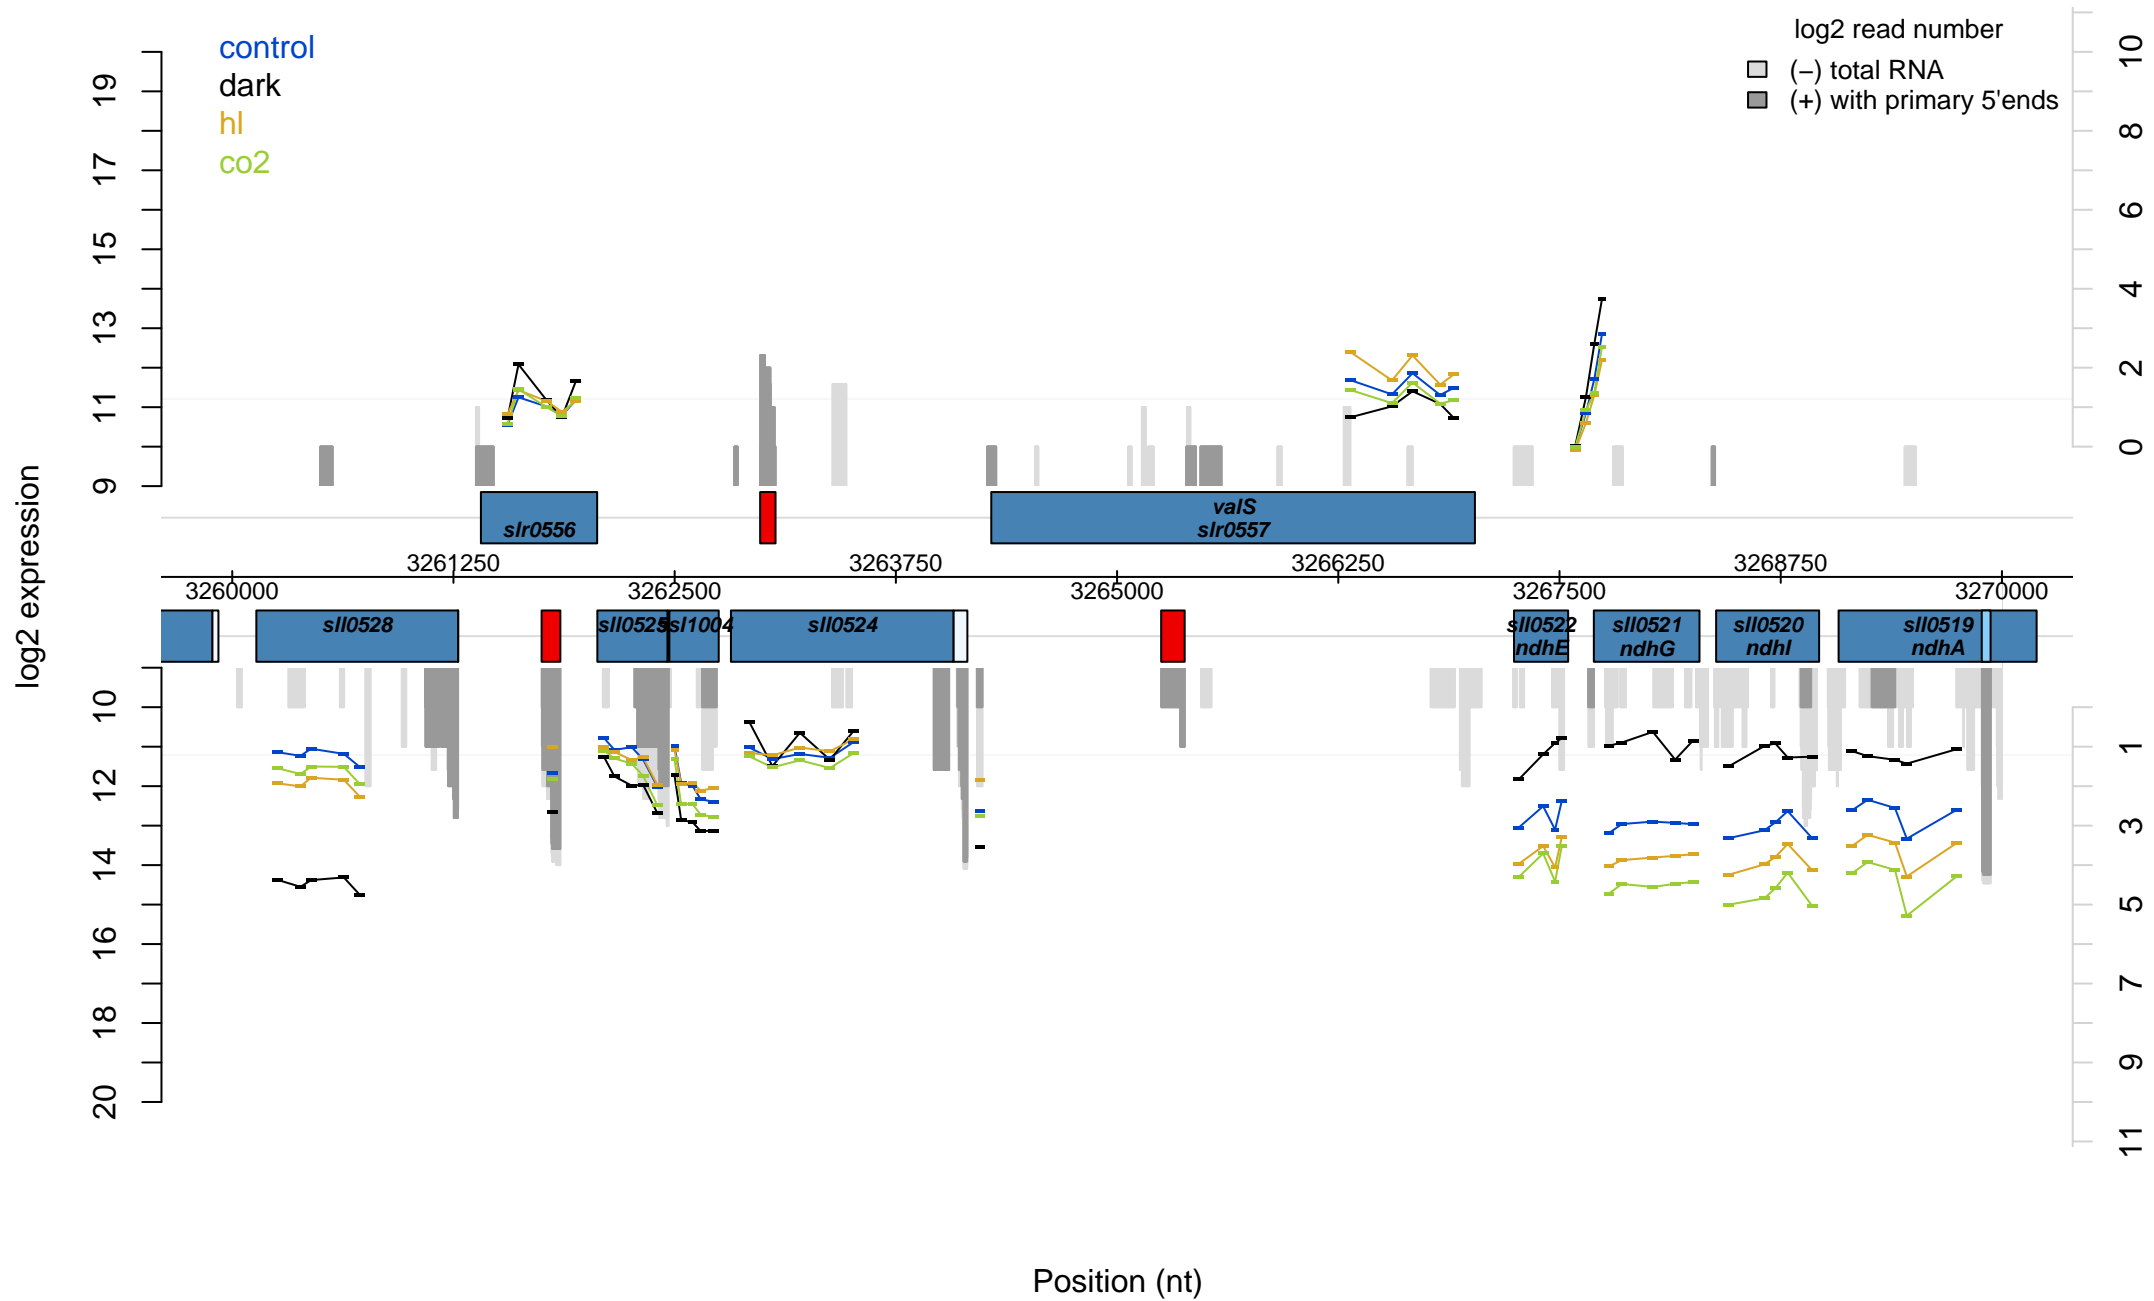 control
dark
hl
co2
log2 read number
(−) total RNA
(+) with primary 5'ends
19
17
15
13
11
9
10
8
6
4
2
0
log2 expression
valS
slr0556
slr0557
3261250
3263750
3266250
3268750
3260000
3262500
3265000
3267500
3270000
sll0528
sll0525
ssl1004
sll0524
sll0522
ndhE
sll0521
ndhG
sll0520
ndhI
sll0519
ndhA
10
12
14
16
18
20
1
3
5
7
9
11
Position (nt)